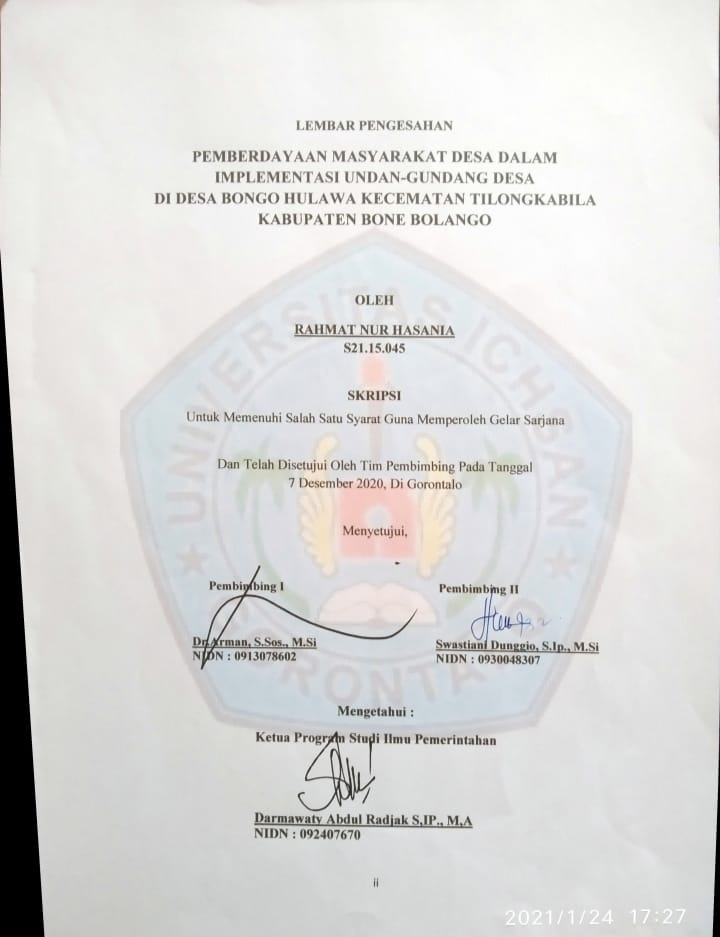 LEMBAR PENGESAHAN
PEMBERDAYAAN MASYARAKAT DESA DALAM
IMPLEMENTASI UNDAN-GUNDANG DESA
DI DESA BONGO HULAWA KECEMATAN TILONGKABILA
KABUPATEN BONE BOLANGO
OLEH
RAHMAT NUR HASANIA
S21.15.045
SKRIPSI
Untuk Memenuhi Salah Satu Syarat Guna Memperoleh Gelar Sarjana
Dan Telah Disetujui Oleh Tim Pembimbing Pada Tanggal
7 Desember 2020, Di Gorontalo
Menyetujui,
Pembimbing I
Dr. Arman, S.Sos., M.Si
NIDN : 0913078602
Pembimbing II
Swastiani Dunggio, S.Ip., M.Si
NIDN : 0930048307
Mengetahui :
Ketua Program Studi Ilmu Pemerintahan
Darmawaty Abdul Radjak S,IP., M,A
NIDN : 092407670
ii
UNIVERSITAS ICHSAN
GORONTALO
2021/1/24 17:27